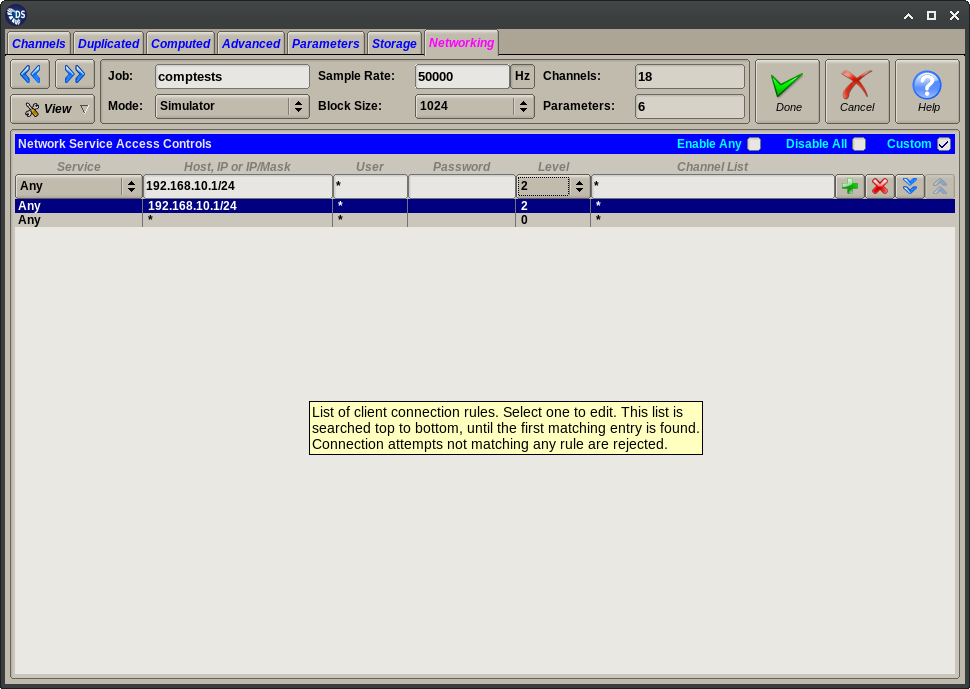 DS
Channels Duplicated Computed Advanced Parameters Storage Networking
Job: comptests Sample Rate: 50000 Hz Channels: 18
View
Mode: Simulator Block Size: 1024 Parameters: 6
Done Cancel Help
Network Service Access Controls Enable Any Disable All Custom
Service Host, IP or IP/Mask User Password Level Channel List
Any 192.168.10.1/24 * 2 *
Any 192.168.10.1/24 * 2 *
Any * * 0 *
List of client connection rules. Select one to edit. This list is
searched top to bottom, until the first matching entry is found.
Connection attempts not matching any rule are rejected.